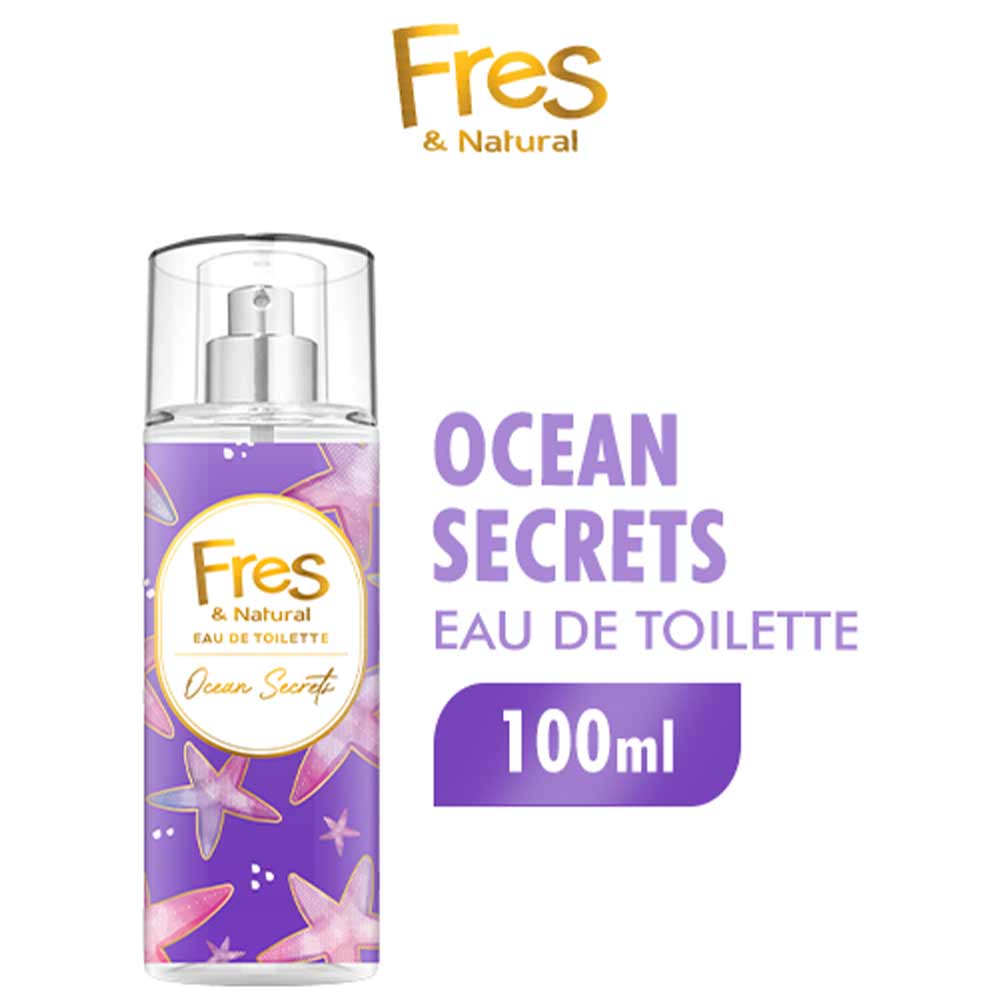 Fres
& Natural
Fres
& Natural
EAU DE TOILETTE
Ocean Secrets
OCEAN
SECRETS
EAU DE TOILETTE
100ml